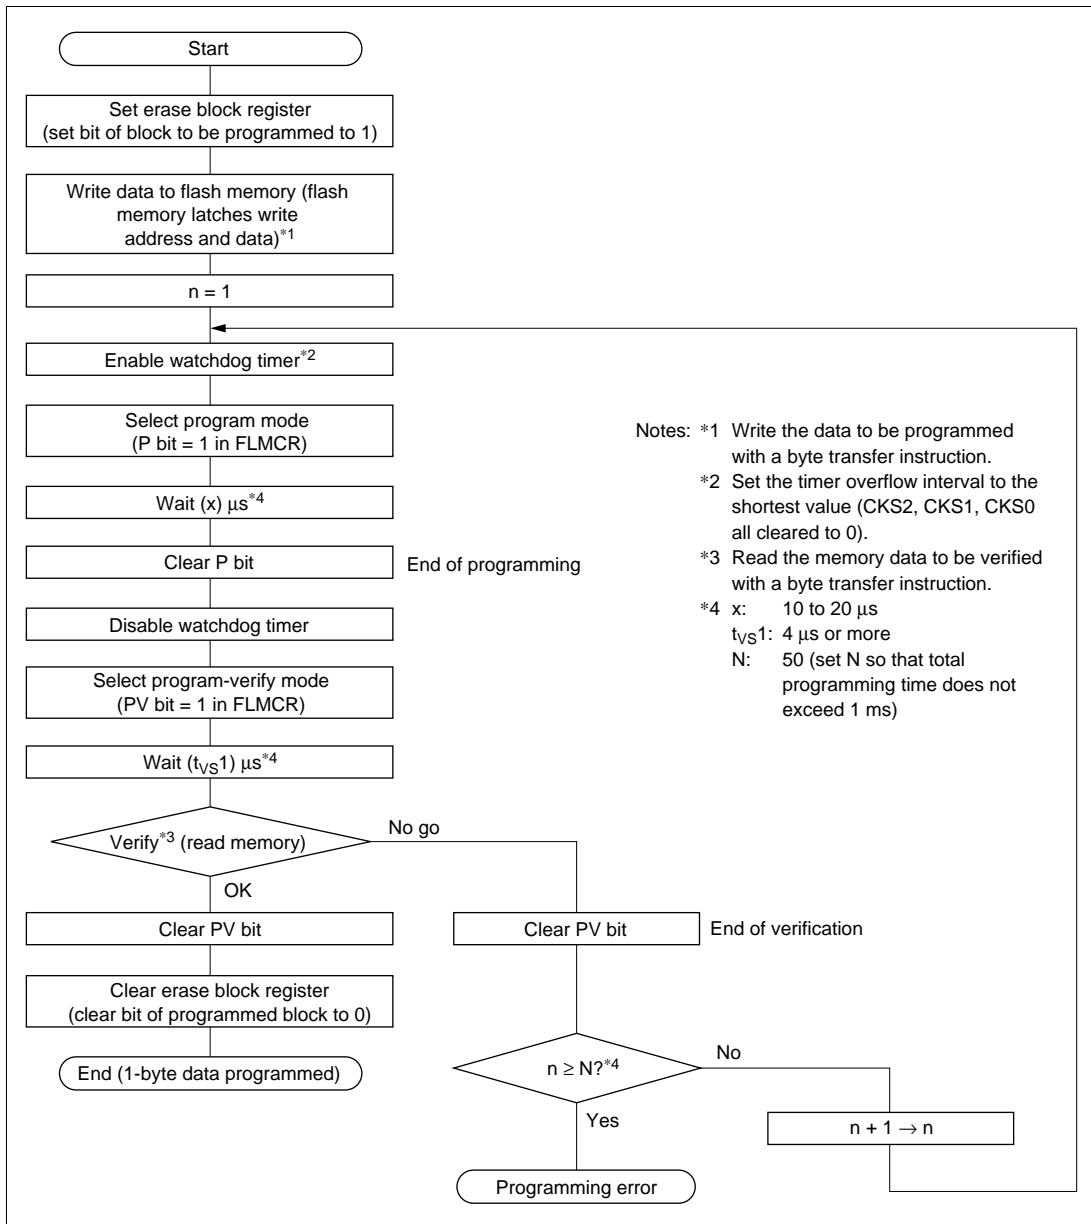 Start
Set erase block register
(set bit of block to be programmed to 1)
Write data to flash memory (flash
memory latches write
address and data)*1
n = 1
Enable watchdog timer*2
Select program mode
(P bit = 1 in FLMCR)
Wait (x) μs*4
Clear P bit
End of programming
Disable watchdog timer
Select program-verify mode
(PV bit = 1 in FLMCR)
Wait (tVS1) μs*4
Verify*3 (read memory)
No go
OK
Clear PV bit
Clear PV bit
End of verification
Clear erase block register
(clear bit of programmed block to 0)
End (1-byte data programmed)
n ≥ N?*4
No
Yes
n + 1 → n
Programming error
Notes: *1 Write the data to be programmed
with a byte transfer instruction.
*2 Set the timer overflow interval to the
shortest value (CKS2, CKS1, CKS0
all cleared to 0).
*3 Read the memory data to be verified
with a byte transfer instruction.
*4 x: 10 to 20 μs
tVS1: 4 μs or more
N: 50 (set N so that total
programming time does not
exceed 1 ms)